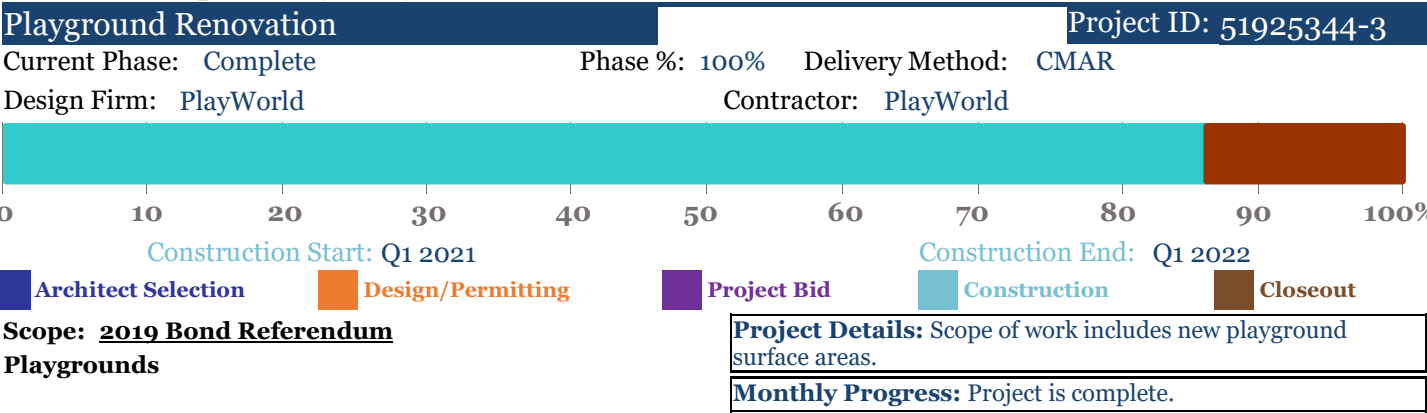 Playground Renovation Project ID: 51925344-3
Current Phase: Complete Phase %: 100% Delivery Method: CMAR
Design Firm: PlayWorld Contractor: PlayWorld
0 10 20 30 40 50 60 70 80 90 100%
Construction Start: Q1 2021 Construction End: Q1 2022
Architect Selection Design/Permitting Project Bid Construction Closeout
Scope: 2019 Bond Referendum
Playgrounds
Project Details: Scope of work includes new playground
surface areas.
Monthly Progress: Project is complete.